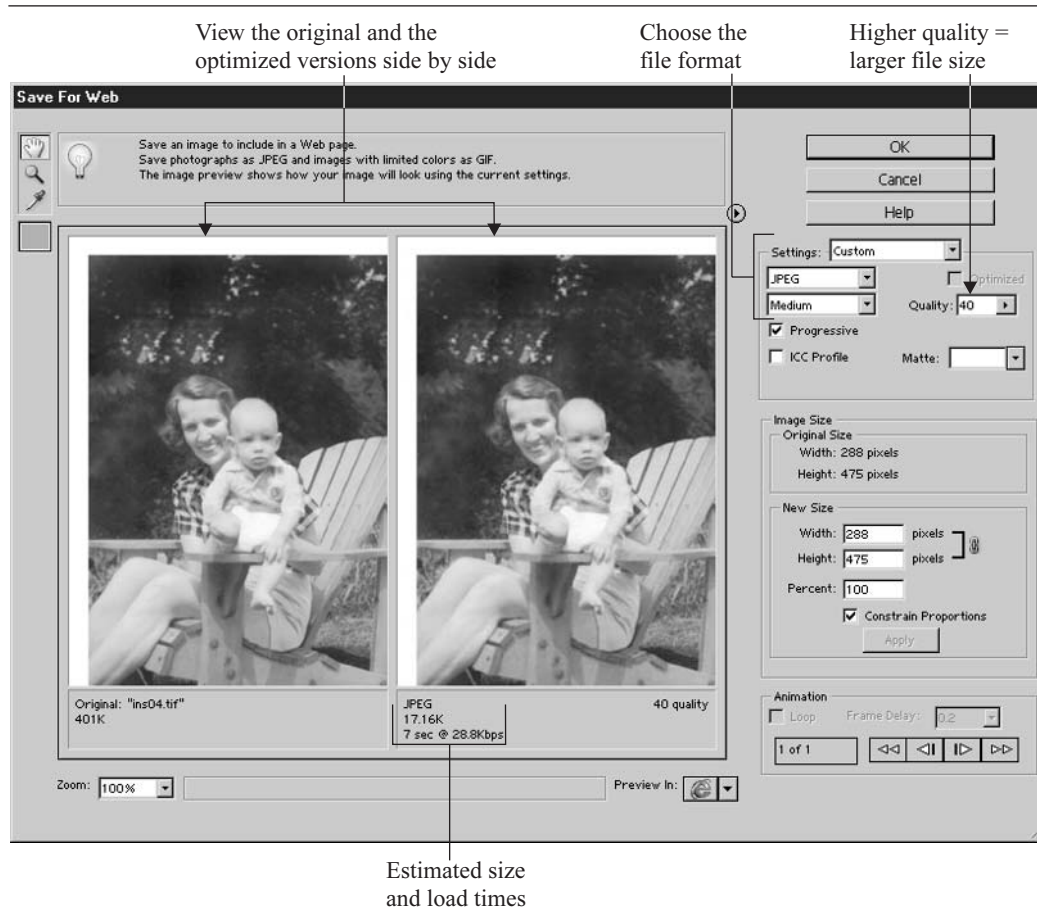 View the original and the
optimized versions side by side
Choose the
file format
Higher quality =
larger file size
Save For Web
Save an image to include in a Web page.
Save photographs as JPEG and images with limited colors as GIF.
The image preview shows how your image will look using the current settings.
OK
Cancel
Help
Settings: Custom
JPEG
Optimized
Medium
Quality: 40
Progressive
ICC Profile
Matte:
Image Size
Original Size
Width: 288 pixels
Height: 475 pixels
New Size
Width: 288 pixels
Height: 475 pixels
Percent: 100
Constrain Proportions
Apply
Original: "ins04.tif"
401K
JPEG
40 quality
17.16K
7 sec @ 28.8Kbps
Animation
Loop
Frame Delay: 0.2
1 of 1
Zoom: 100%
Preview In:
Estimated size
and load times